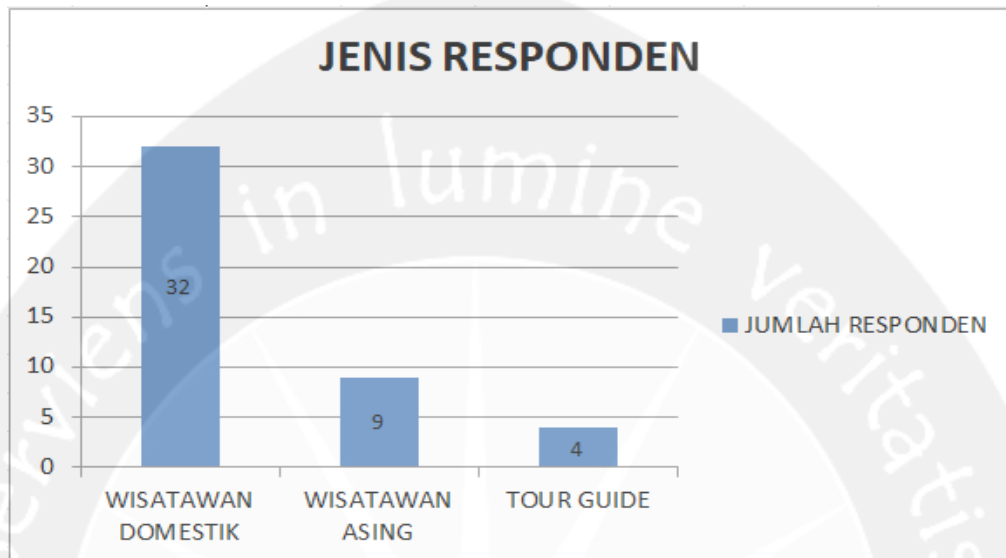 JENIS RESPONDEN
35
30
25
20
15
10
5
0
32
9
4
WISATAWAN
DOMESTIK
WISATAWAN
ASING
TOUR GUIDE
JUMLAH RESPONDEN
serviens in lumine veritatis